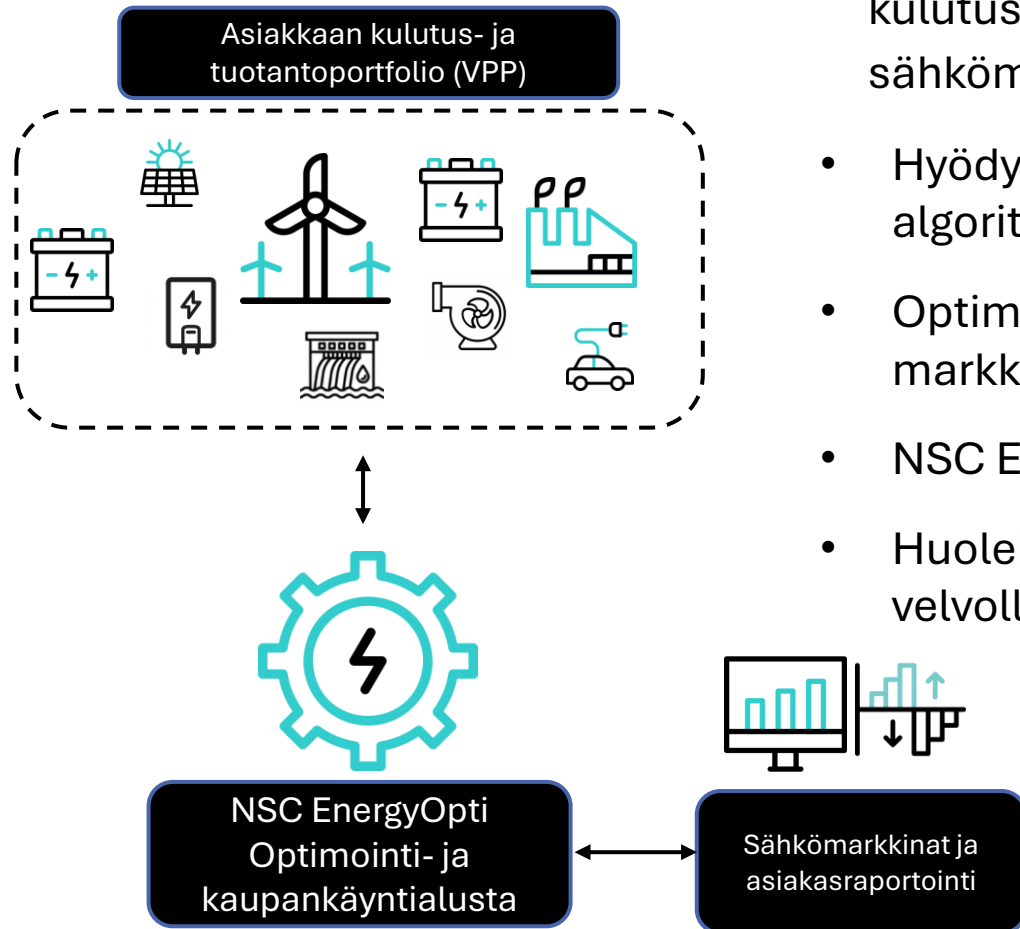 Asiakkaan kulutus- ja
tuotantoportfolio (VPP)
NSC EnergyOpti
Optimointi- ja
kaupankäyntialusta
Sähkömarkkinat ja
asiakasraportointi
kulutus
sähköm
• Hyödy
algorit
• Optim
markk
• NSC E
• Huole
velvoll